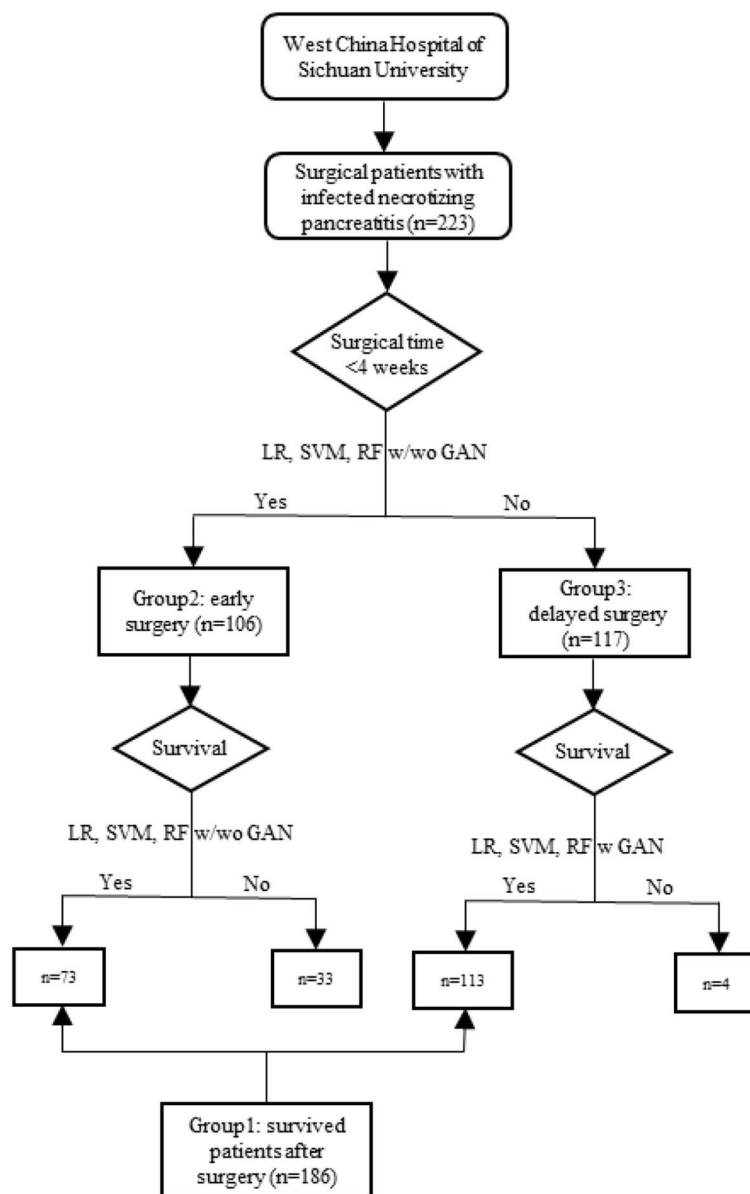 West China Hospital of
Sichuan University
Surgical patients with
infected necrotizing
pancreatitis (n=223)
Surgical time
<4 weeks
LR, SVM, RF w/wo GAN
Yes
No
Group2: early
surgery (n=106)
Group3:
delayed surgery
(n=117)
Survival
Survival
LR, SVM, RF w/wo GAN
LR, SVM, RF w GAN
Yes
No
Yes
No
n=73
n=33
n=113
n=4
Group1: survived
patients after
surgery (n=186)